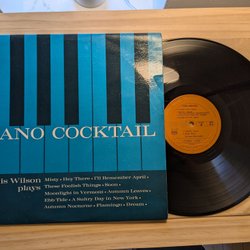 ANO COCKTAIL
is Wilson
plays
Misty • Hey There • I'll Remember April •
These Foolish Things • Soon •
Moonlight in Vermont • Autumn Leaves •
Ebb Tide • A Sunny Day in New York •
Autumn Nocturne • Flamingo • Dream •